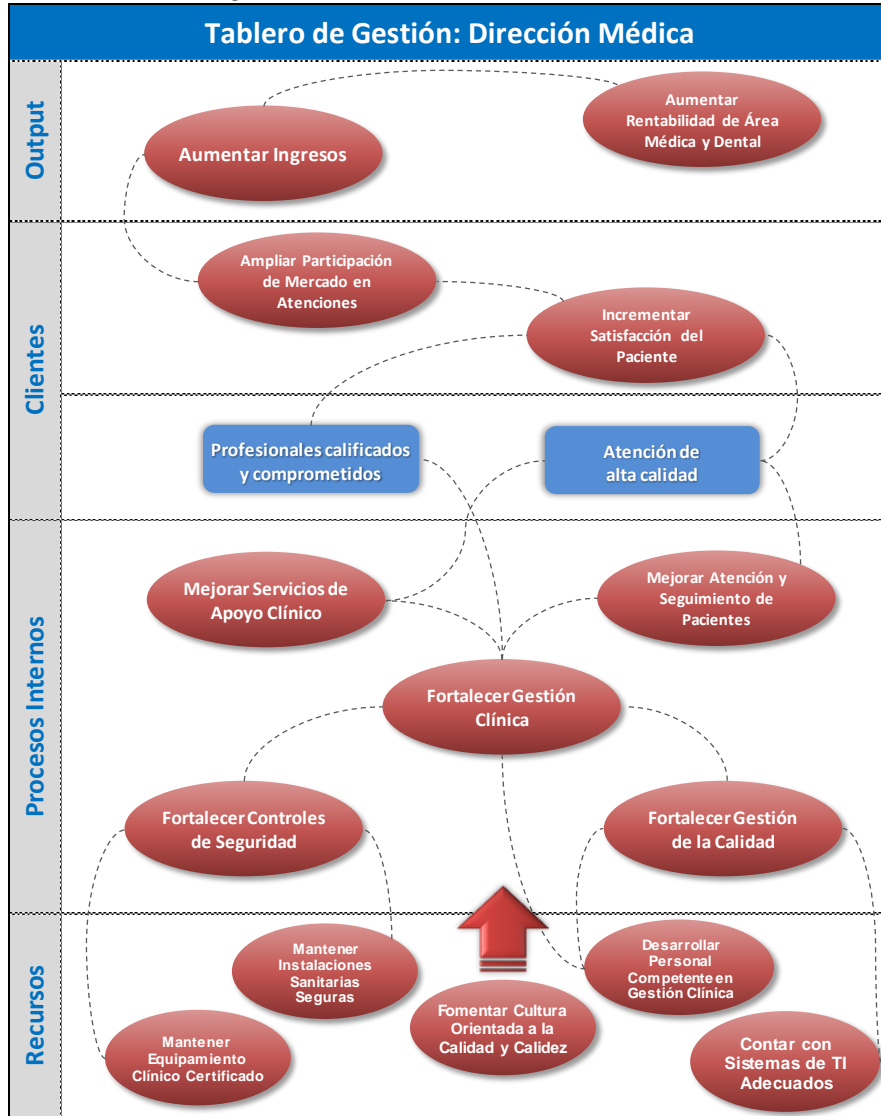 Tablero de Gestión: Dirección Médica
Output
Aumentar
Rentabilidad de Área
Médica y Dental
Aumentar Ingresos
Clientes
Ampliar Participación
de Mercado en
Atenciones
Incrementar
Satisfacción del
Paciente
Profesionales calificados
y comprometidos
Atención de
alta calidad
Procesos Internos
Mejorar Servicios de
Apoyo Clínico
Mejorar Atención y
Seguimiento de
Pacientes
Fortalecer Gestión
Clínica
Fortalecer Controles
de Seguridad
Fortalecer Gestión
de la Calidad
Recursos
Mantener
Instalaciones
Sanitarias
Seguras
Desarrollar
Personal
Competente en
Gestión Clínica
Fomentar Cultura
Orientada a la
Calidad y Calidez
Mantener
Equipamiento
Clínico Certificado
Contar con
Sistemas de TI
Adecuados